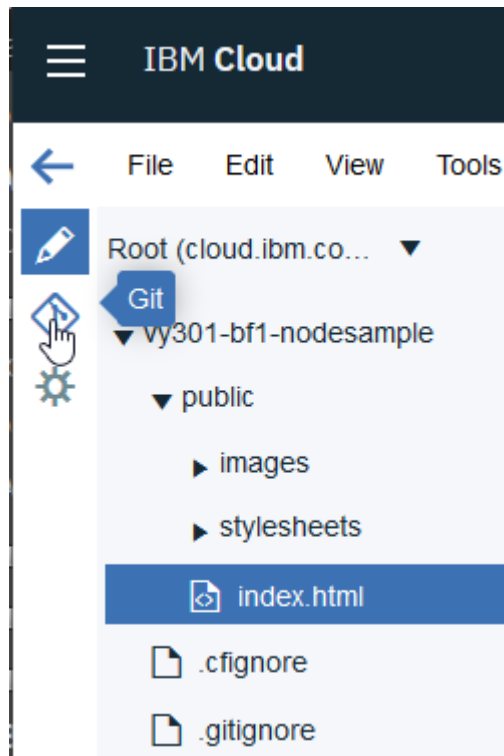 IBM Cloud
File Edit View Tools
Root (cloud.ibm.co...
Git
vy301-bf1-nodesample
public
images
stylesheets
index.html
.cfignore
.gitignore